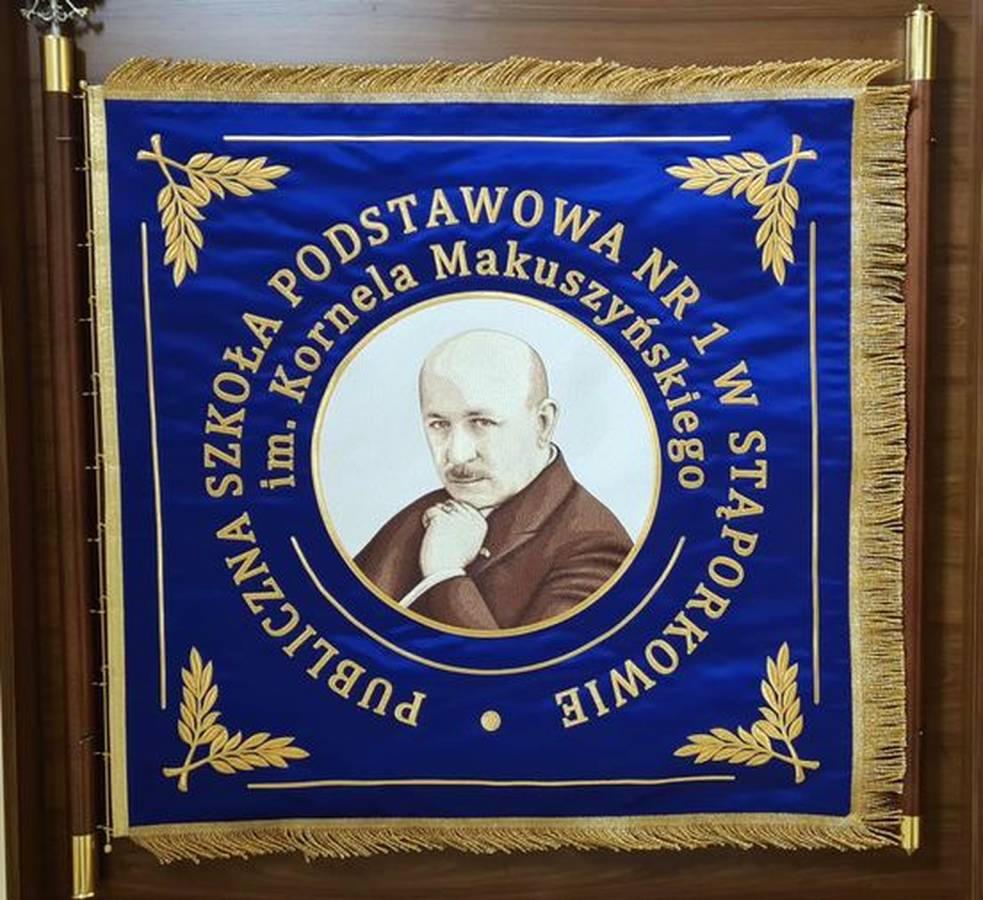 PUBLICZNA SZKOŁA PODSTAWOWA NR 1 W STĄPORKOWIE
im. Kornela Makuszyńskiego